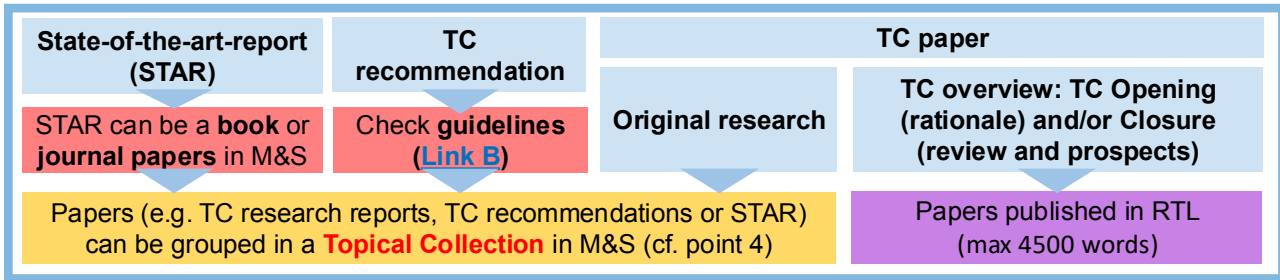 State-of-the-art-report
(STAR)
TC
recommendation
TC paper
STAR can be a book or
journal papers in M&S
Check guidelines
(Link B)
Original research
TC overview: TC Opening
(rationale) and/or Closure
(review and prospects)
Papers (e.g. TC research reports, TC recommendations or STAR)
can be grouped in a Topical Collection in M&S (cf. point 4)
Papers published in RTL
(max 4500 words)